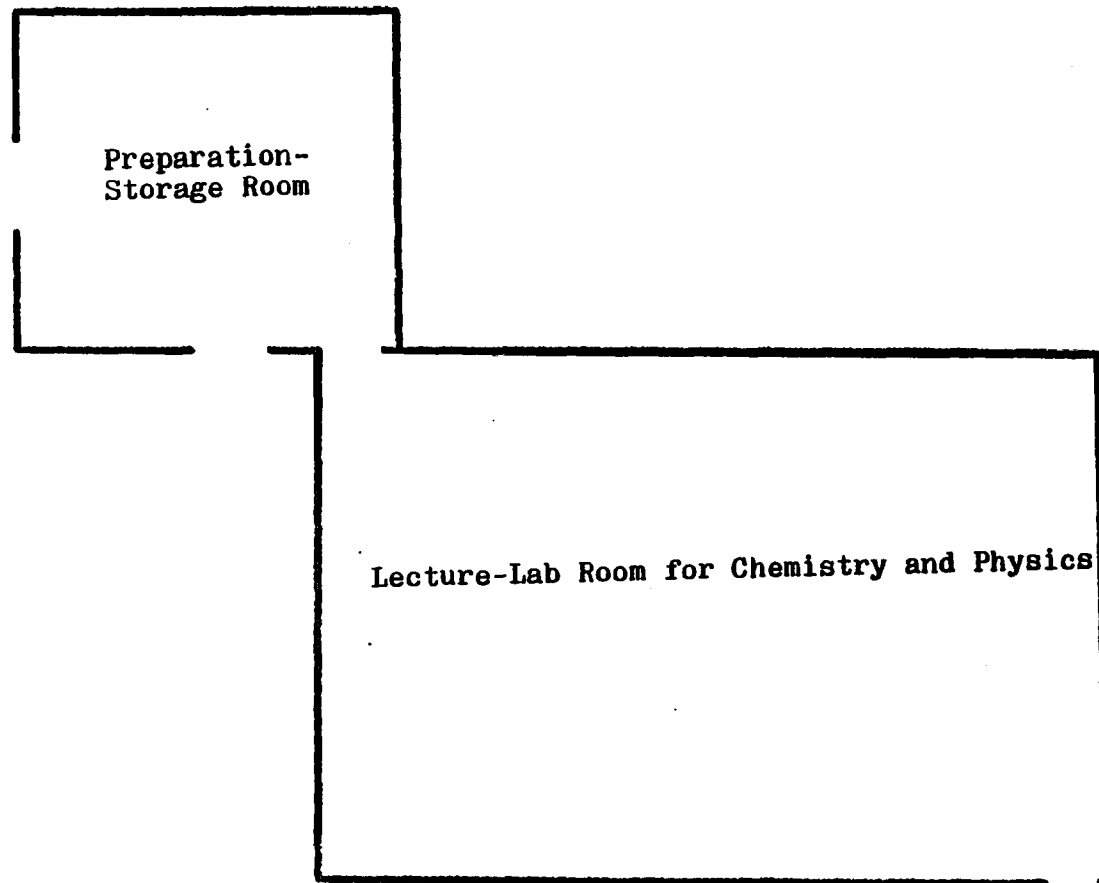 Preparation-
Storage Room
Lecture-Lab Room for Chemistry and Physics